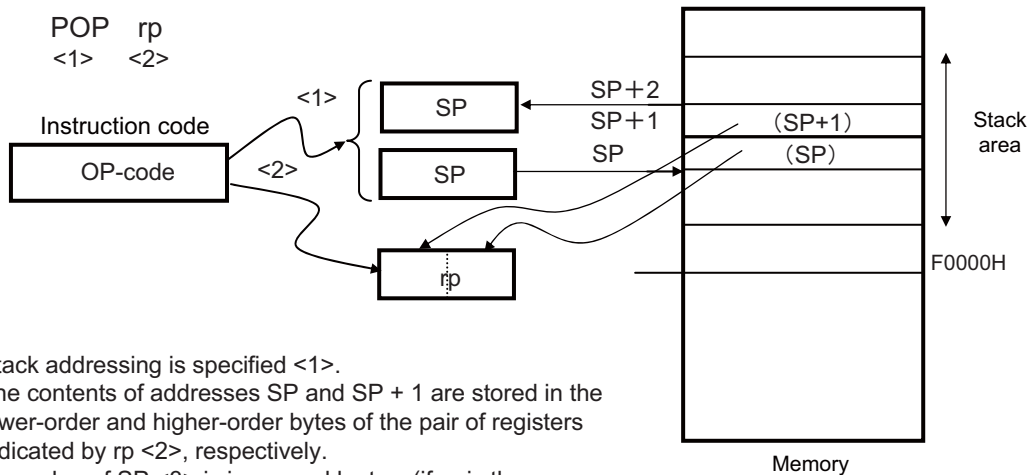 POP rp
<1> <2>
Instruction code
OP-code
<1>
<2>
SP
SP
rp
SP+2
SP+1
SP
(SP+1)
(SP)
Stack
area
F0000H
Memory
tack addressing is specified <1>.
he contents of addresses SP and SP + 1 are stored in the
wer-order and higher-order bytes of the pair of registers
dicated by rp <2>, respectively.